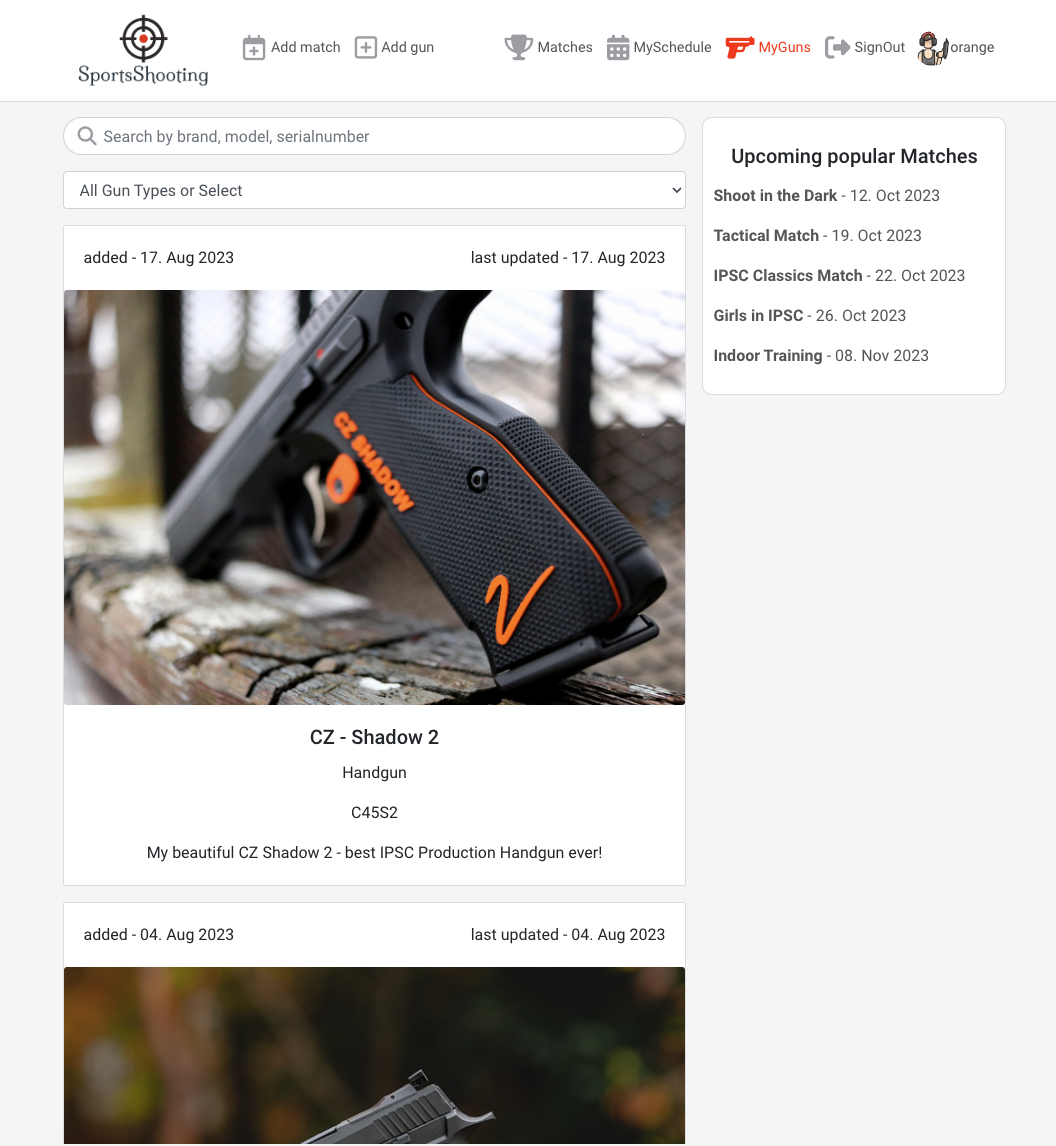 SportsShooting
Add match
Add gun
Matches
MySchedule
MyGuns
SignOut
orange
Search by brand, model, serialnumber
All Gun Types or Select
added - 17. Aug 2023
last updated - 17. Aug 2023
CZ SHADOW
2
CZ - Shadow 2
Handgun
C45S2
My beautiful CZ Shadow 2 - best IPSC Production Handgun ever!
added - 04. Aug 2023
last updated - 04. Aug 2023
Upcoming popular Matches
Shoot in the Dark - 12. Oct 2023
Tactical Match - 19. Oct 2023
IPSC Classics Match - 22. Oct 2023
Girls in IPSC - 26. Oct 2023
Indoor Training - 08. Nov 2023